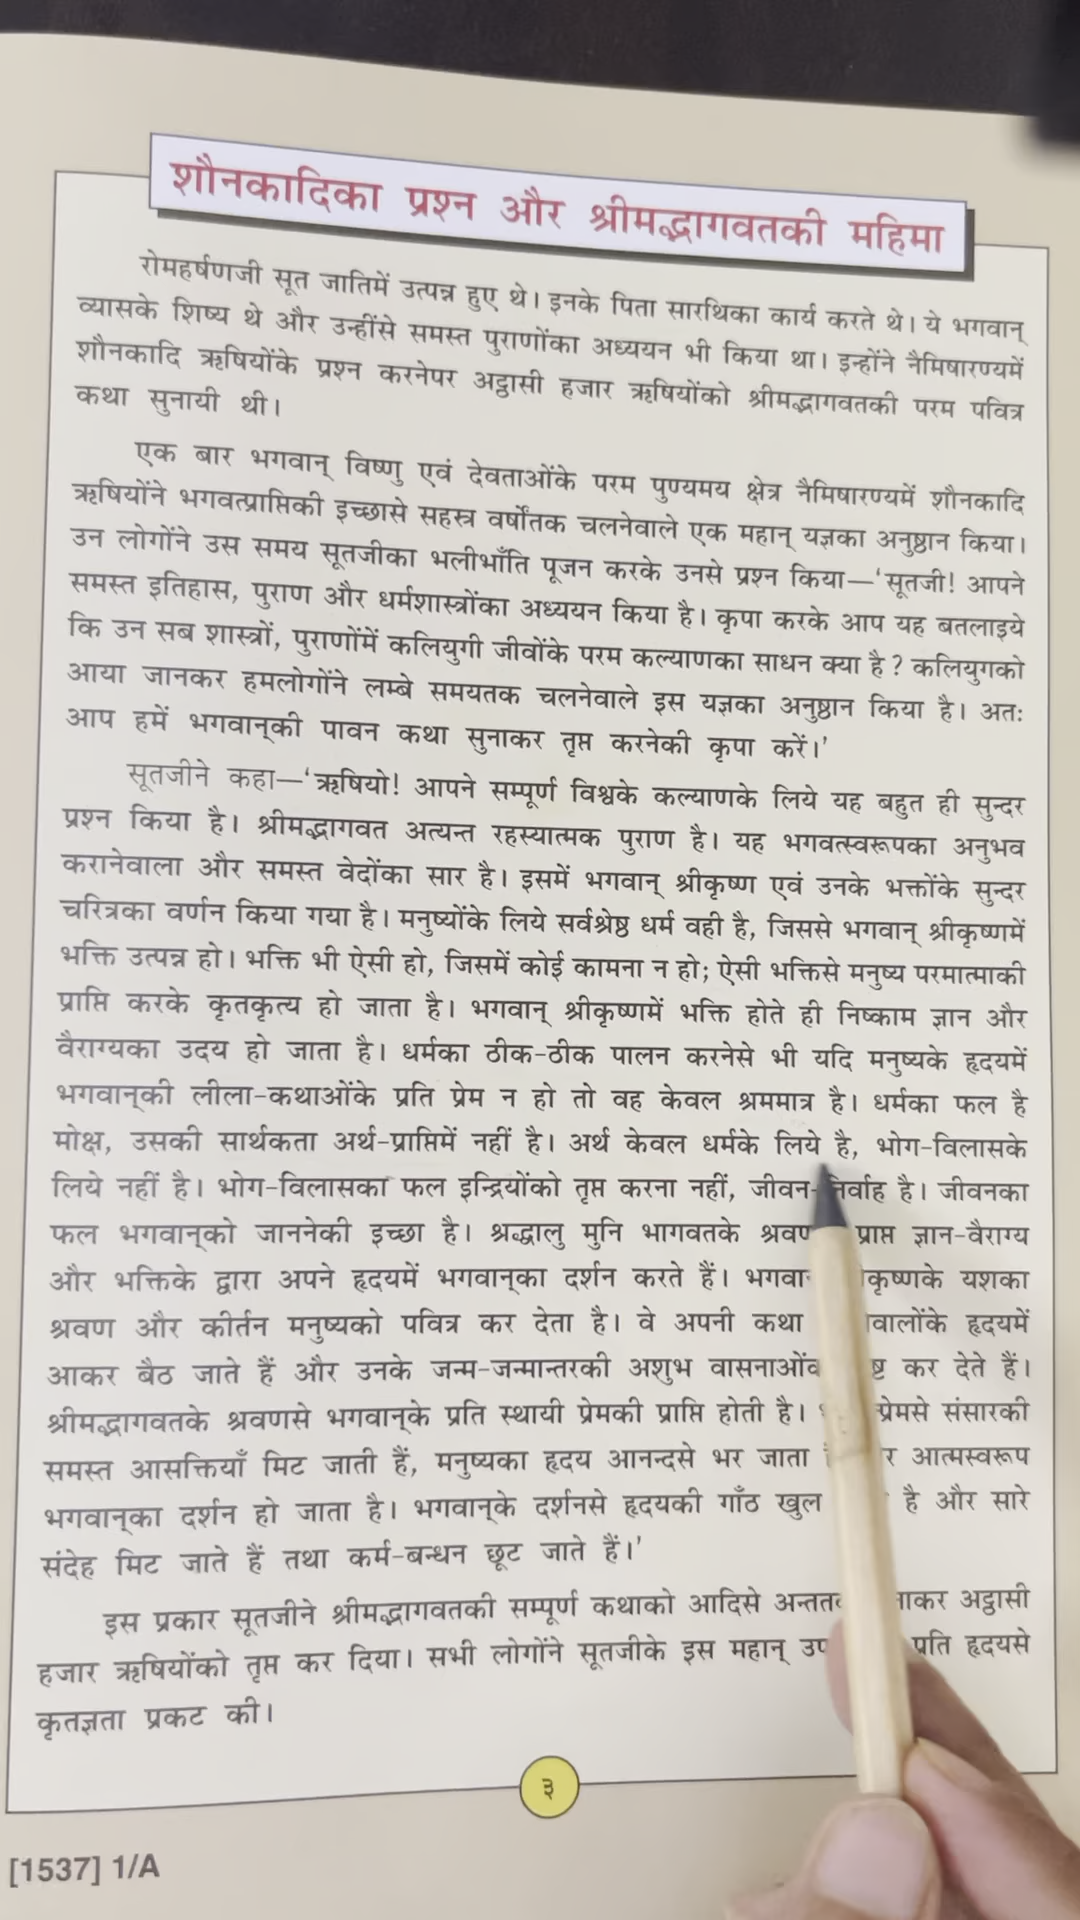 शौनकादिका प्रश्न और श्रीमद्भागवतकी महिमा
रोमहर्षणजी सूत जातिमें उत्पन्न हुए थे। इनके पिता सारथिका कार्य करते थे। ये भगवान्
व्यासके शिष्य थे और उन्हींसे समस्त पुराणोंका अध्ययन भी किया था। इन्होंने नैमिषारण्यमें
शौनकादि ऋषियोंके प्रश्न करनेपर अट्ठासी हजार ऋषियोंको श्रीमद्भागवतकी परम पवित्र
कथा सुनायी थी।
एक बार भगवान् विष्णु एवं देवताओंके परम पुण्यमय क्षेत्र नैमिषारण्यमें शौनकादि
ऋषियोंने भगवत्प्राप्तिकी इच्छासे सहस्र वर्षोंतक चलनेवाले एक महान् यज्ञका अनुष्ठान किया।
उन लोगोंने उस समय सूतजीका भलीभाँति पूजन करके उनसे प्रश्न किया—'सूतजी! आपने
समस्त इतिहास, पुराण और धर्मशास्त्रोंका अध्ययन किया है। कृपा करके आप यह बतलाइये
कि उन सब शास्त्रों, पुराणोंमें कलियुगी जीवोंके परम कल्याणका साधन क्या है? कलियुगको
आया जानकर हमलोगोंने लम्बे समयतक चलनेवाले इस यज्ञका अनुष्ठान किया है। अतः
आप हमें भगवान्‌की पावन कथा सुनाकर तृप्त करनेकी कृपा करें।'
सूतजीने कहा—'ऋषियो! आपने सम्पूर्ण विश्वके कल्याणके लिये यह बहुत ही सुन्दर
प्रश्न किया है। श्रीमद्भागवत अत्यन्त रहस्यात्मक पुराण है। यह भगवत्स्वरूपका अनुभव
करानेवाला और समस्त वेदोंका सार है। इसमें भगवान् श्रीकृष्ण एवं उनके भक्तोंके सुन्दर
चरित्रका वर्णन किया गया है। मनुष्योंके लिये सर्वश्रेष्ठ धर्म वही है, जिससे भगवान् श्रीकृष्णमें
भक्ति उत्पन्न हो। भक्ति भी ऐसी हो, जिसमें कोई कामना न हो; ऐसी भक्तिसे मनुष्य परमात्माकी
प्राप्ति करके कृतकृत्य हो जाता है। भगवान् श्रीकृष्णमें भक्ति होते ही निष्काम ज्ञान और
वैराग्यका उदय हो जाता है। धर्मका ठीक-ठीक पालन करनेसे भी यदि मनुष्यके हृदयमें
भगवान्‌की लीला-कथाओंके प्रति प्रेम न हो तो वह केवल श्रममात्र है। धर्मका फल है
मोक्ष, उसकी सार्थकता अर्थ-प्राप्तिमें नहीं है। अर्थ केवल धर्मके लिये है, भोग-विलासके
लिये नहीं है। भोग-विलासका फल इन्द्रियोंको तृप्त करना नहीं, जीवन-निर्वाह है। जीवनका
फल भगवान्‌को जाननेकी इच्छा है। श्रद्धालु मुनि भागवतके प्राप्त ज्ञान-वैराग्य
और भक्तिके द्वारा अपने हृदयमें भगवान्‌का दर्शन करते हैं। यशका
श्रवण और कीर्तन मनुष्यको पवित्र कर देता है। वे अपनी कथा हृदयमें
आकर बैठ जाते हैं और उनके जन्म-जन्मान्तरकी अशुभ कर देते हैं।
श्रीमद्भागवतके श्रवणसे भगवान्‌के प्रति स्थायी प्रेमकी प्राप्ति होती है। प्रेमसे संसारकी
समस्त आसक्तियाँ मिट जाती हैं, मनुष्यका हृदय आनन्दसे भर जाता आत्मस्वरूप
भगवान्‌का दर्शन हो जाता है। भगवान्‌के दर्शनसे हृदयकी गाँठ खुल है और सारे
संदेह मिट जाते हैं तथा कर्म-बन्धन छूट जाते हैं।'
इस प्रकार सूतजीने श्रीमद्भागवतकी सम्पूर्ण कथाको आदिसे अट्ठासी
हजार ऋषियोंको तृप्त कर दिया। सभी लोगोंने सूतजीके इस महान् प्रति हृदयसे
कृतज्ञता प्रकट की।
३
[1537] 1/A